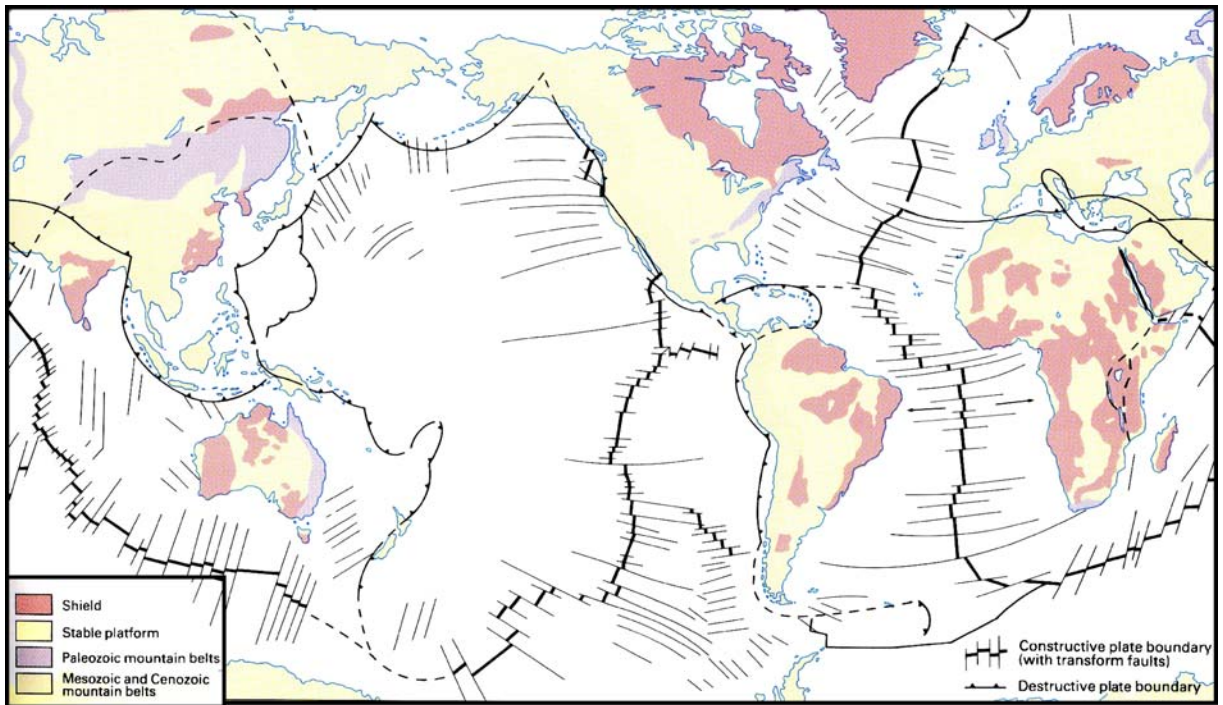 Shield
Stable platform
Paleozoic mountain belts
Mesozoic and Cenozoic
mountain belts
Constructive plate boundary
(with transform faults)
Destructive plate boundary